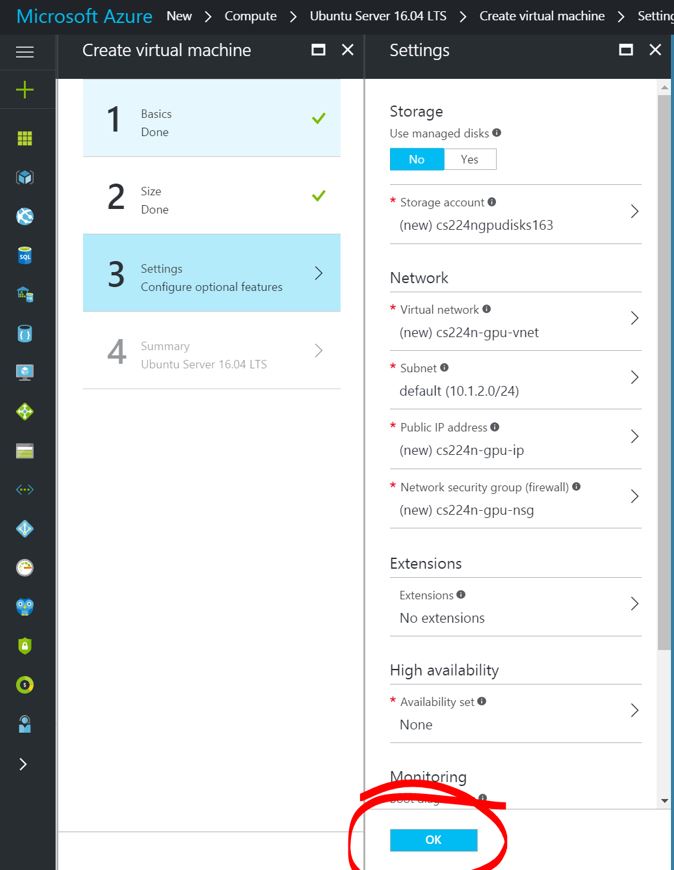 Microsoft Azure New > Compute > Ubuntu Server 16.04 LTS > Create virtual machine > Setting
Create virtual machine
1
Basics
Done
2
Size
Done
3
Settings
Configure optional features
4
Summary
Ubuntu Server 16.04 LTS
Settings
Storage
Use managed disks
No Yes
* Storage account
(new) cs224ngpudisks163
Network
* Virtual network
(new) cs224n-gpu-vnet
* Subnet
default (10.1.2.0/24)
* Public IP address
(new) cs224n-gpu-ip
* Network security group (firewall)
(new) cs224n-gpu-nsg
Extensions
Extensions
No extensions
High availability
* Availability set
None
Monitoring
OK